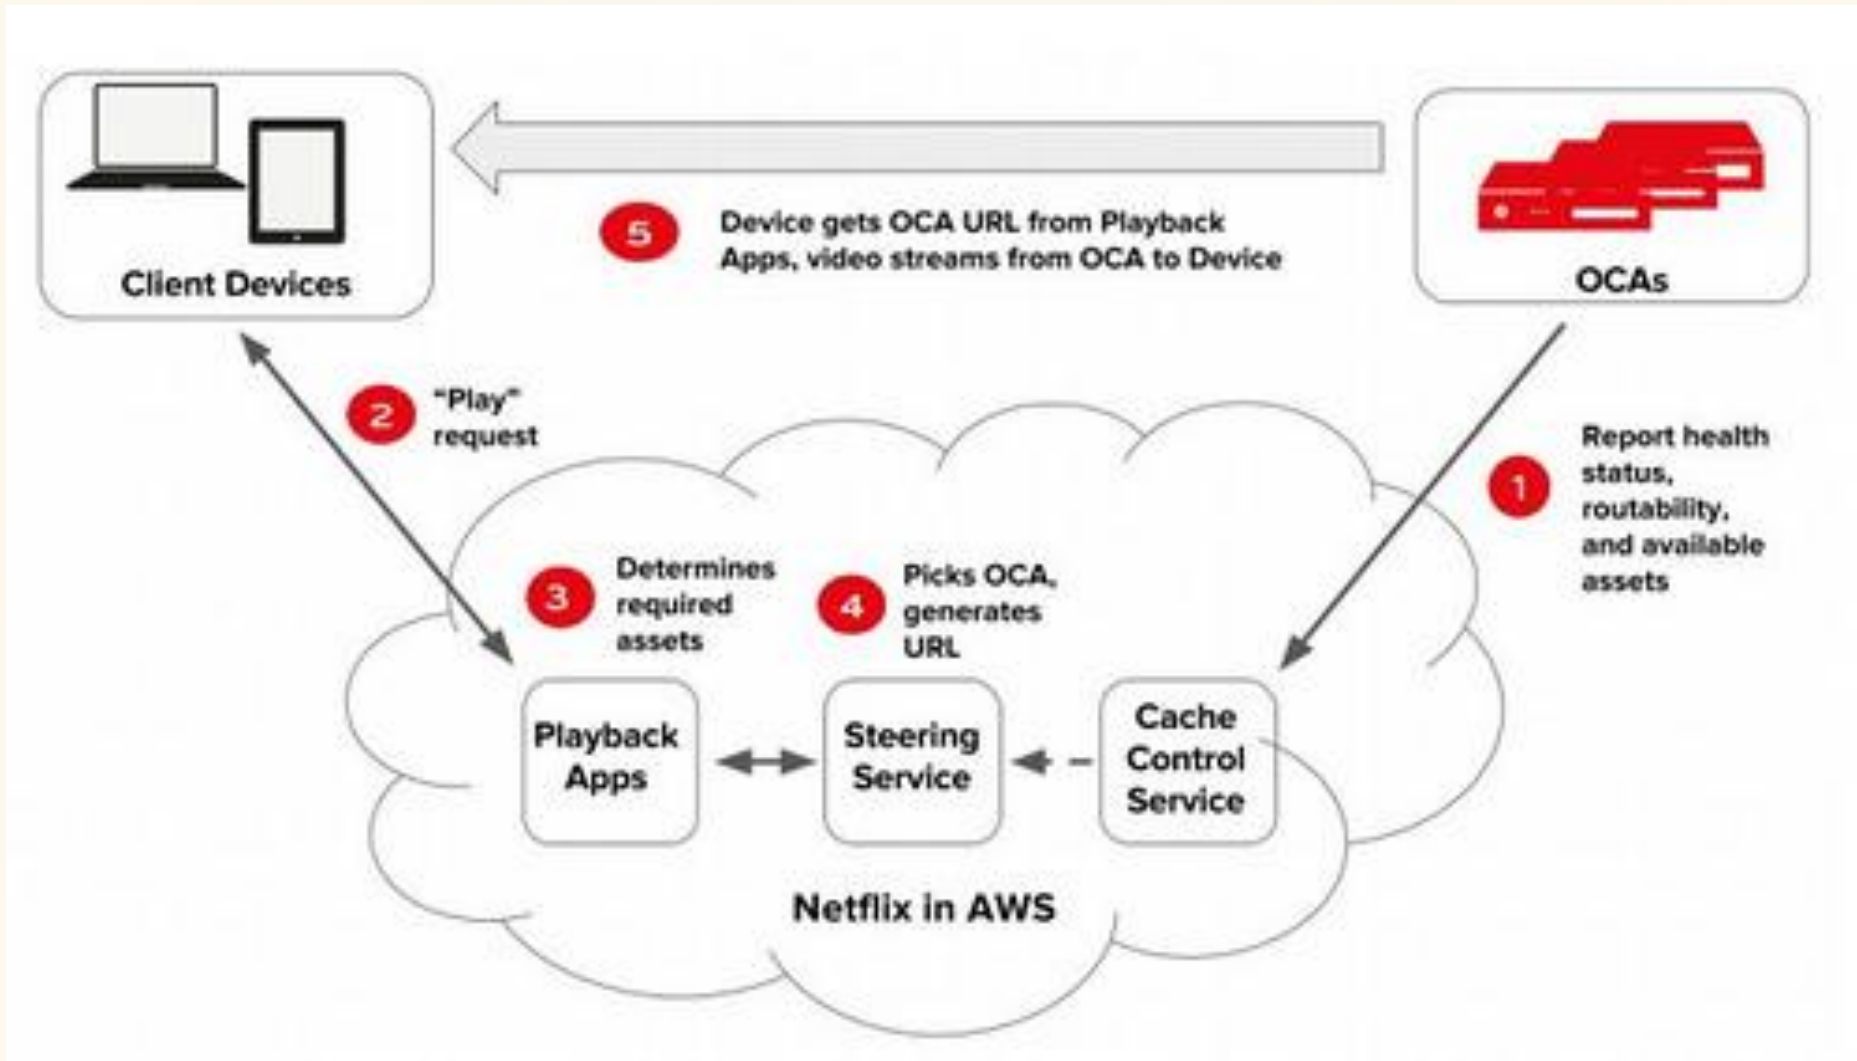 Client Devices
OCAs
5
Device gets OCA URL from Playback
Apps, video streams from OCA to Device
2
"Play"
request
1
Report health
status,
routability,
and available
assets
3
Determines
required
assets
4
Picks OCA,
generates
URL
Playback
Apps
Steering
Service
Cache
Control
Service
Netflix in AWS